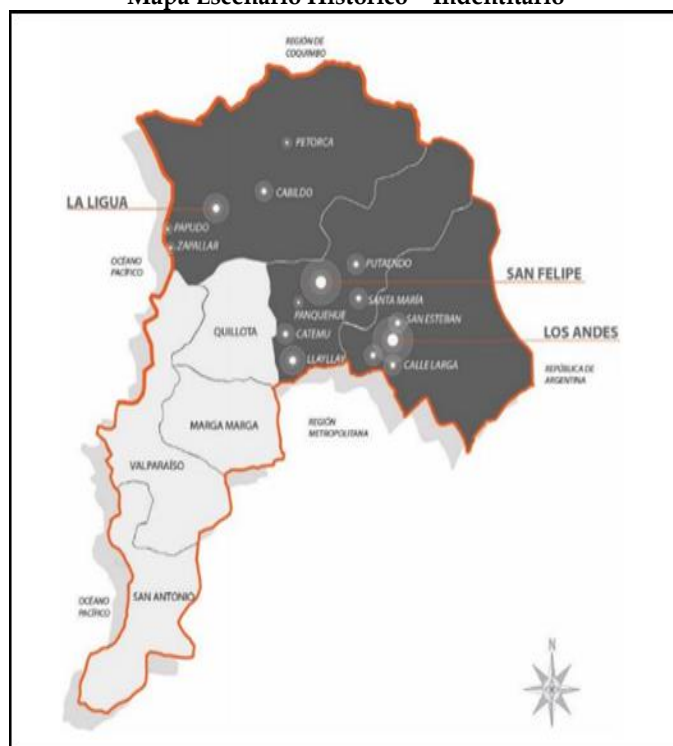 Mapa Escenario Histórico – Indentitario
REGIÓN DE
COQUIMBO
PETORCA
CABILDO
LA LIGUA
PAPUDO
ZAPALLAR
OCÉANO
PACÍFICO
PUTAENDO
SAN FELIPE
SANTA MARÍA
PANQUEHUE
SAN ESTEBAN
QUILLOTA
CATEMU
LOS ANDES
LLAYLLAY
CALLE LARGA
REPÚBLICA DE
ARGENTINA
MARGA MARGA
REGIÓN
METROPOLITANA
VALPARAÍSO
OCÉANO
PACÍFICO
SAN ANTONIO
N